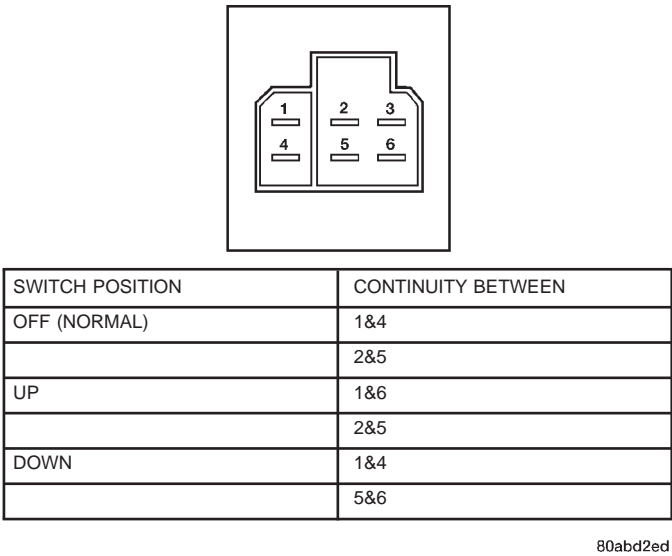 1 2 3
4 5 6
SWITCH POSITION CONTINUITY BETWEEN
OFF (NORMAL) 1&4
2&5
UP 1&6
2&5
DOWN 1&4
5&6
80abd2ed